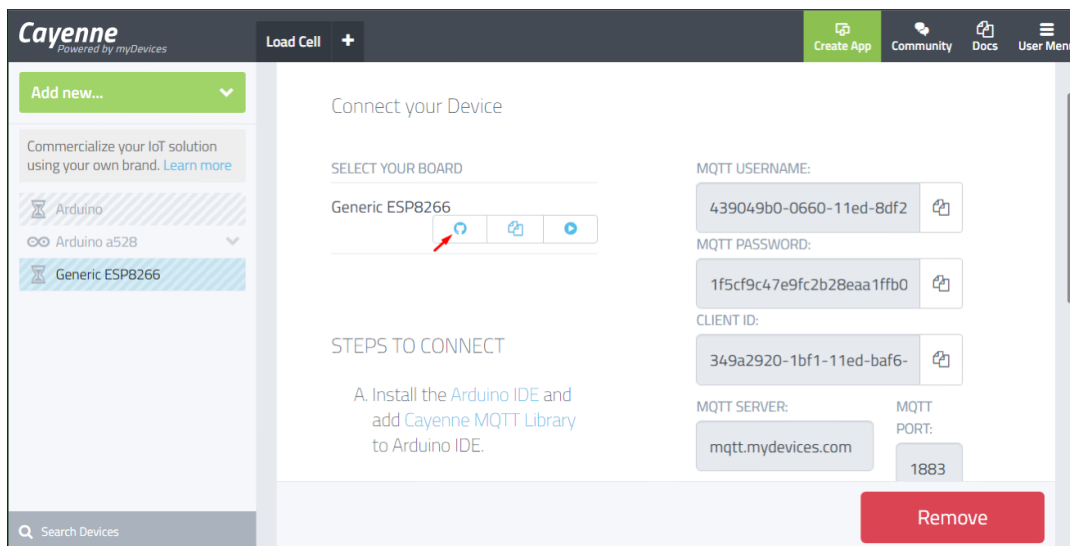 Cayenne
Powered by myDevices
Load Cell +
Create App
Community
Docs
User Men
Add new...
Commercialize your IoT solution
using your own brand. Learn more
Arduino
Arduino a528
Generic ESP8266
Search Devices
Connect your Device
SELECT YOUR BOARD
Generic ESP8266
STEPS TO CONNECT
A. Install the Arduino IDE and
add Cayenne MQTT Library
to Arduino IDE.
MQTT USERNAME:
439049b0-0660-11ed-8df2
MQTT PASSWORD:
1f5cf9c47e9fc2b28eaa1ffb0
CLIENT ID:
349a2920-1bf1-11ed-baf6-
MQTT SERVER:
mqtt.mydevices.com
MQTT
PORT:
1883
Remove